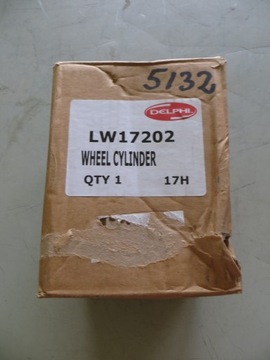 5132
DELPHI
LW17202
WHEEL CYLINDER
QTY 1 17H